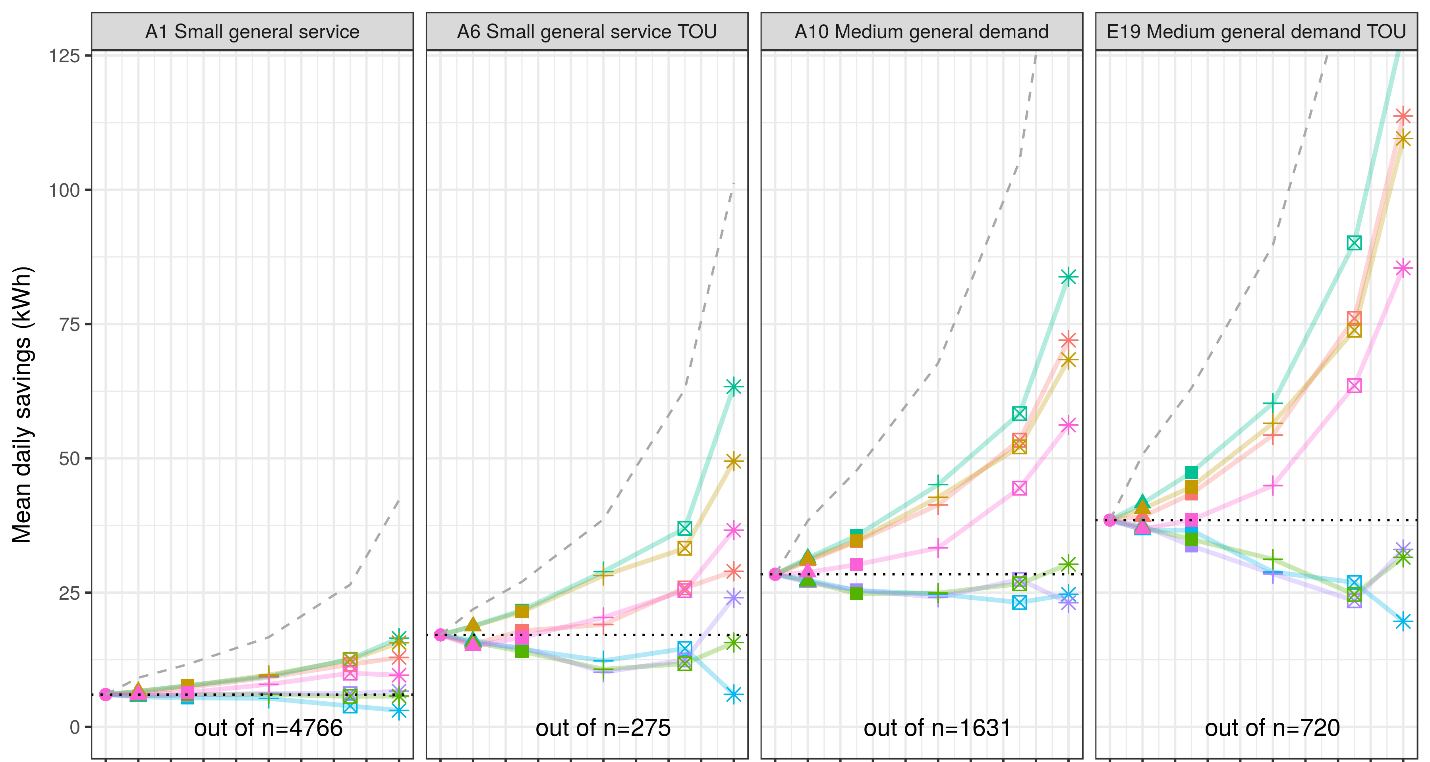 A1 Small general service
A6 Small general service TOU
A10 Medium general demand
E19 Medium general demand TOU
Mean daily savings (kWh)
125
100
75
50
25
0
out of n=4766
out of n=275
out of n=1631
out of n=720